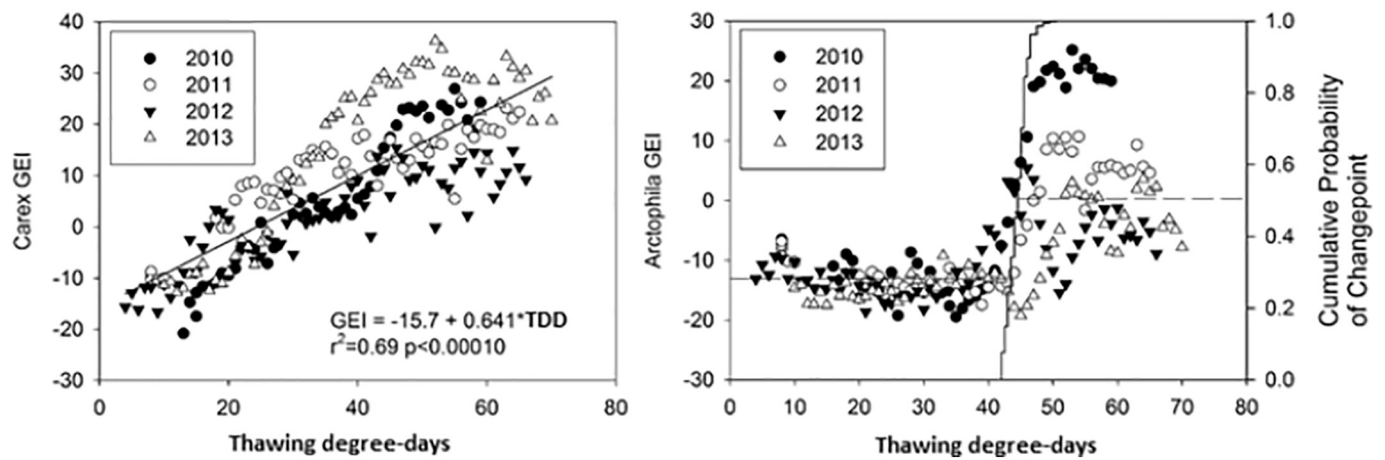 40
30
20
10
0
-10
-20
-30
Carex GEI
2010
2011
2012
2013
GEI = -15.7 + 0.641*TDD
r²=0.69 p<0.00010
0 20 40 60 80
Thawing degree-days
30
20
10
0
-10
-20
-30
Arctophila GEI
2010
2011
2012
2013
1.0
0.8
0.6
0.4
0.2
0.0
Cumulative Probability
of Changepoint
0 10 20 30 40 50 60 70 80
Thawing degree-days